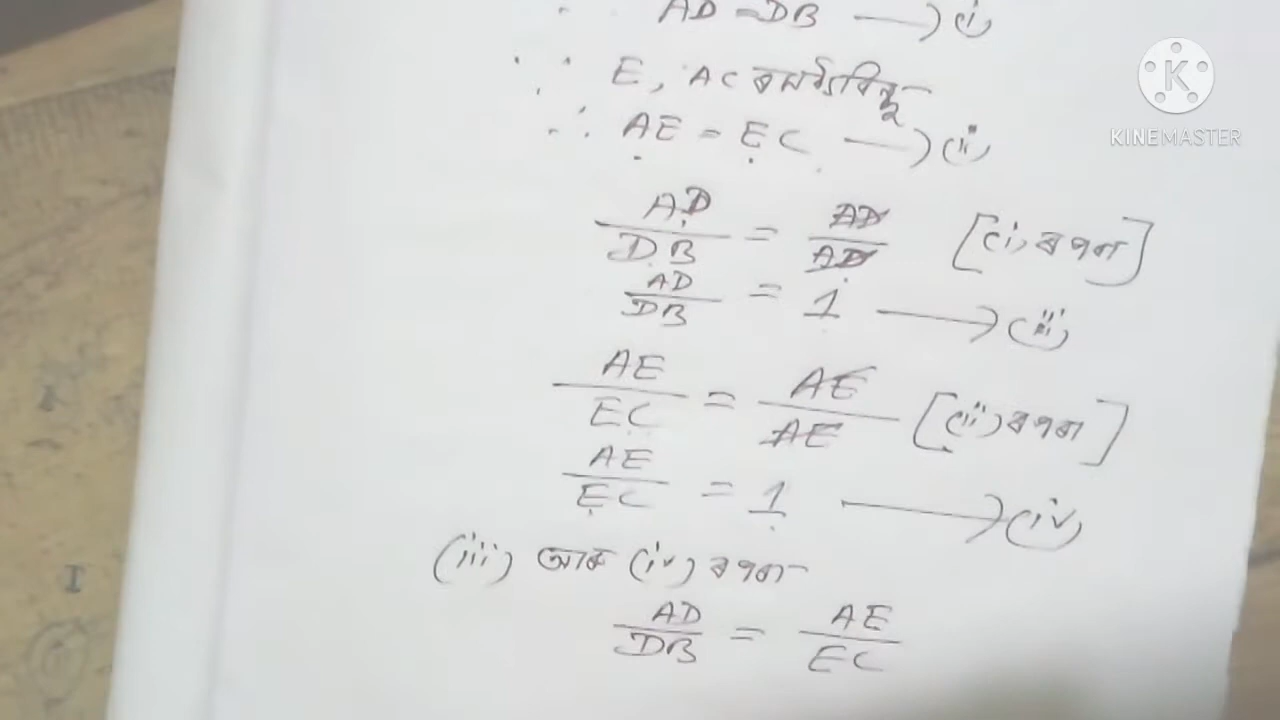 ∴ AD = DB ⟶ (i)
∵ E, AC ৰ মধ্যবিন্দু
∴ AE = EC ⟶ (ii)
AD/DB = AD/AD [(i) ৰ পৰা]
AD/DB = 1 ⟶ (iii)
AE/EC = AE/AE [(ii) ৰ পৰা]
AE/EC = 1 ⟶ (iv)
(iii) আৰু (iv) ৰ পৰা
AD/DB = AE/EC
K
KINEMASTER